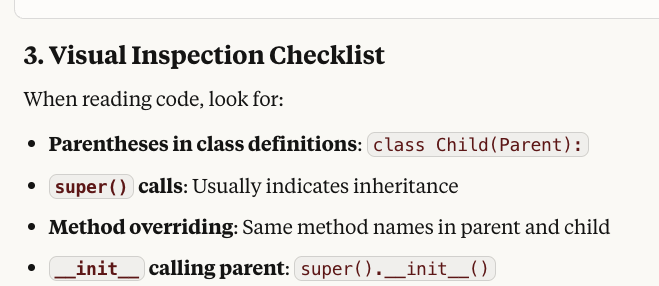 3. Visual Inspection Checklist
When reading code, look for:
• Parentheses in class definitions: class Child(Parent):
• super() calls: Usually indicates inheritance
• Method overriding: Same method names in parent and child
• __init__ calling parent: super().__init__()